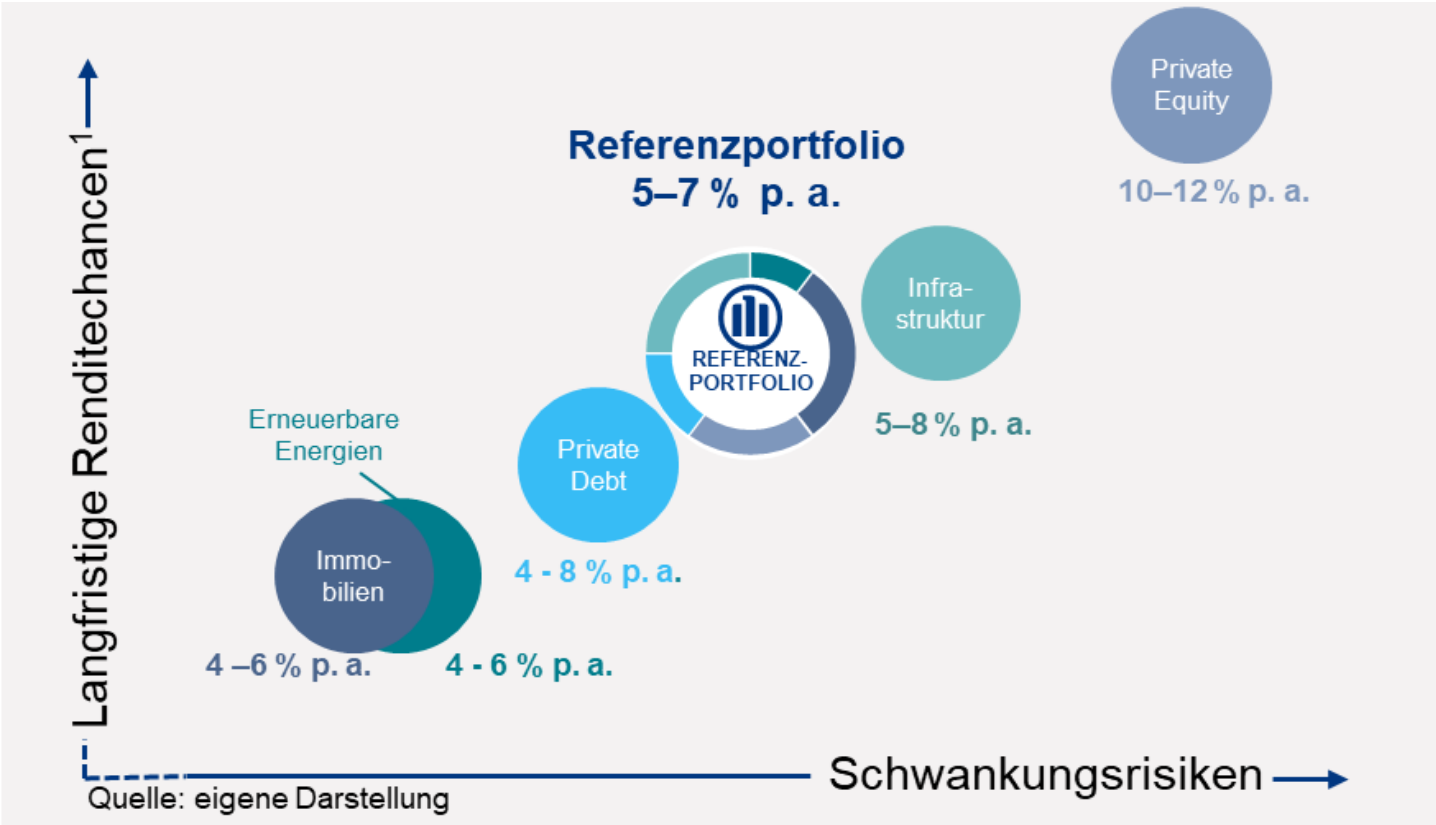 Langfristige Renditechancen¹
Private
Equity
10–12 % p. a.
Referenzportfolio
5–7 % p. a.
REFERENZ-
PORTFOLIO
Infra-
struktur
5–8 % p. a.
Erneuerbare
Energien
Private
Debt
4 - 8 % p. a.
Immo-
bilien
4 –6 % p. a.
4 - 6 % p. a.
Schwankungsrisiken
Quelle: eigene Darstellung